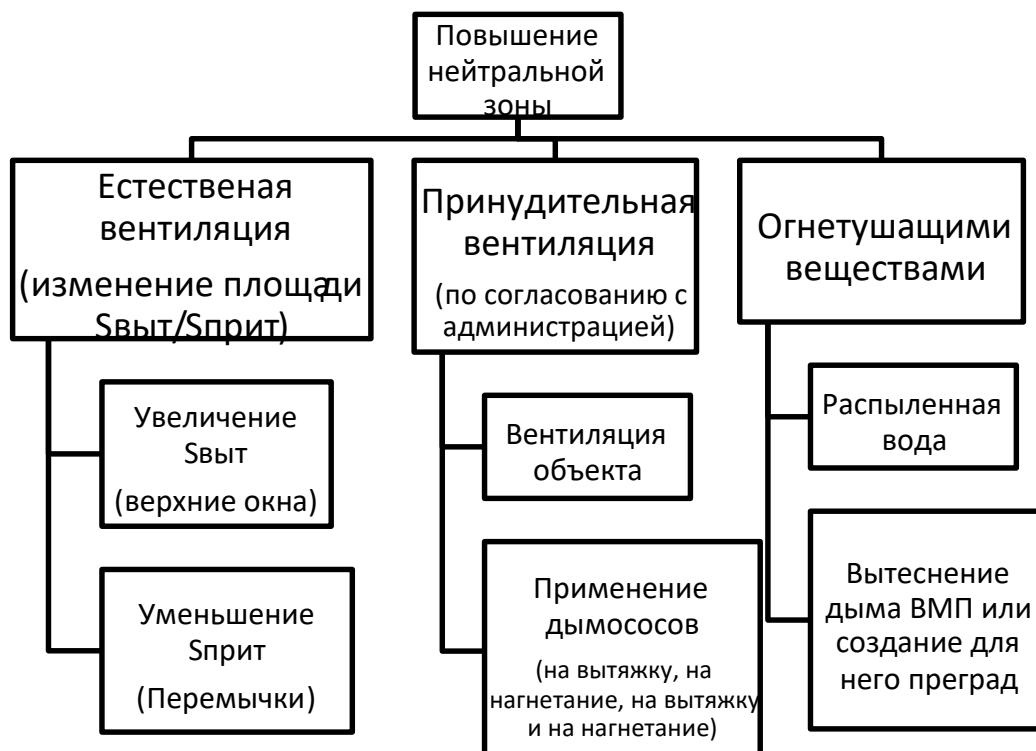 Повышение
нейтральной
зоны
Естественая
вентиляция
(изменение площади
Sвыт/Sприт)
Увеличение
Sвыт
(верхние окна)
Уменьшение
Sприт
(Перемычки)
Принудительная
вентиляция
(по согласованию с
администрацией)
Вентиляция
объекта
Применение
дымососов
(на вытяжку, на
нагнетание, на вытяжку
и на нагнетание)
Огнетушащими
веществами
Распыленная
вода
Вытеснение
дыма ВМП или
создание для
него преград